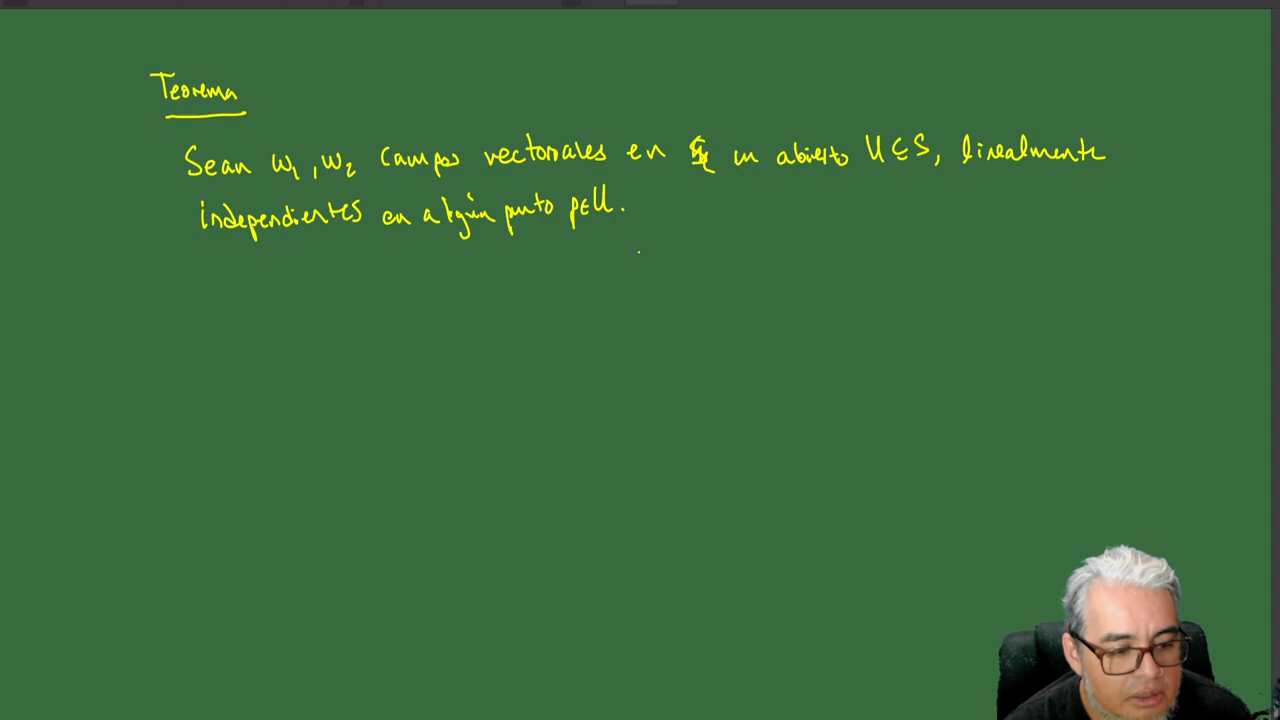 Teorema
Sean w1, w2 campos vectoriales en un abierto U ⊆ S, linealmente
independientes en algún punto p∈U.